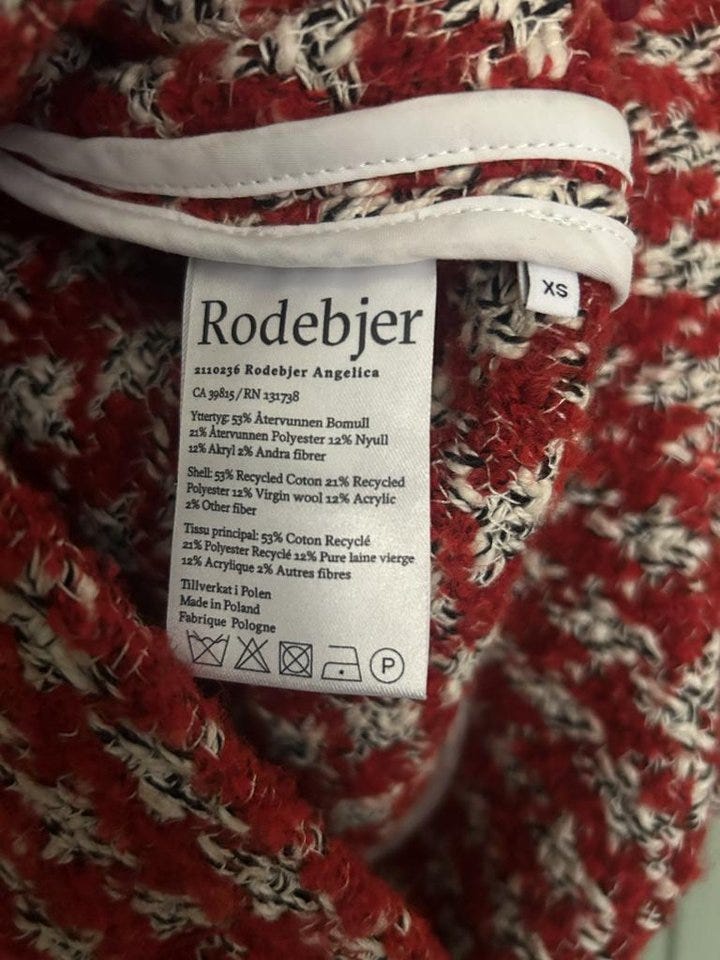 XS
Rodebjer
2110236 Rodebjer Angelica
CA 39815 / RN 131738
Yttertyg: 53% Återvunnen Bomull
21% Återvunnen Polyester 12% Nyull
12% Akryl 2% Andra fibrer
Shell: 53% Recycled Coton 21% Recycled
Polyester 12% Virgin wool 12% Acrylic
2% Other fiber
Tissu principal: 53% Coton Recyclé
21% Polyester Recyclé 12% Pure laine vierge
12% Acrylique 2% Autres fibres
Tillverkat i Polen
Made in Poland
Fabrique Pologne
P